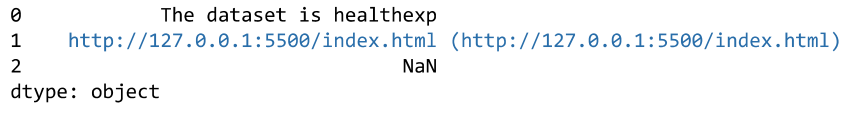 0 The dataset is healthexp
1 http://127.0.0.1:5500/index.html (http://127.0.0.1:5500/index.html)
2 NaN
dtype: object